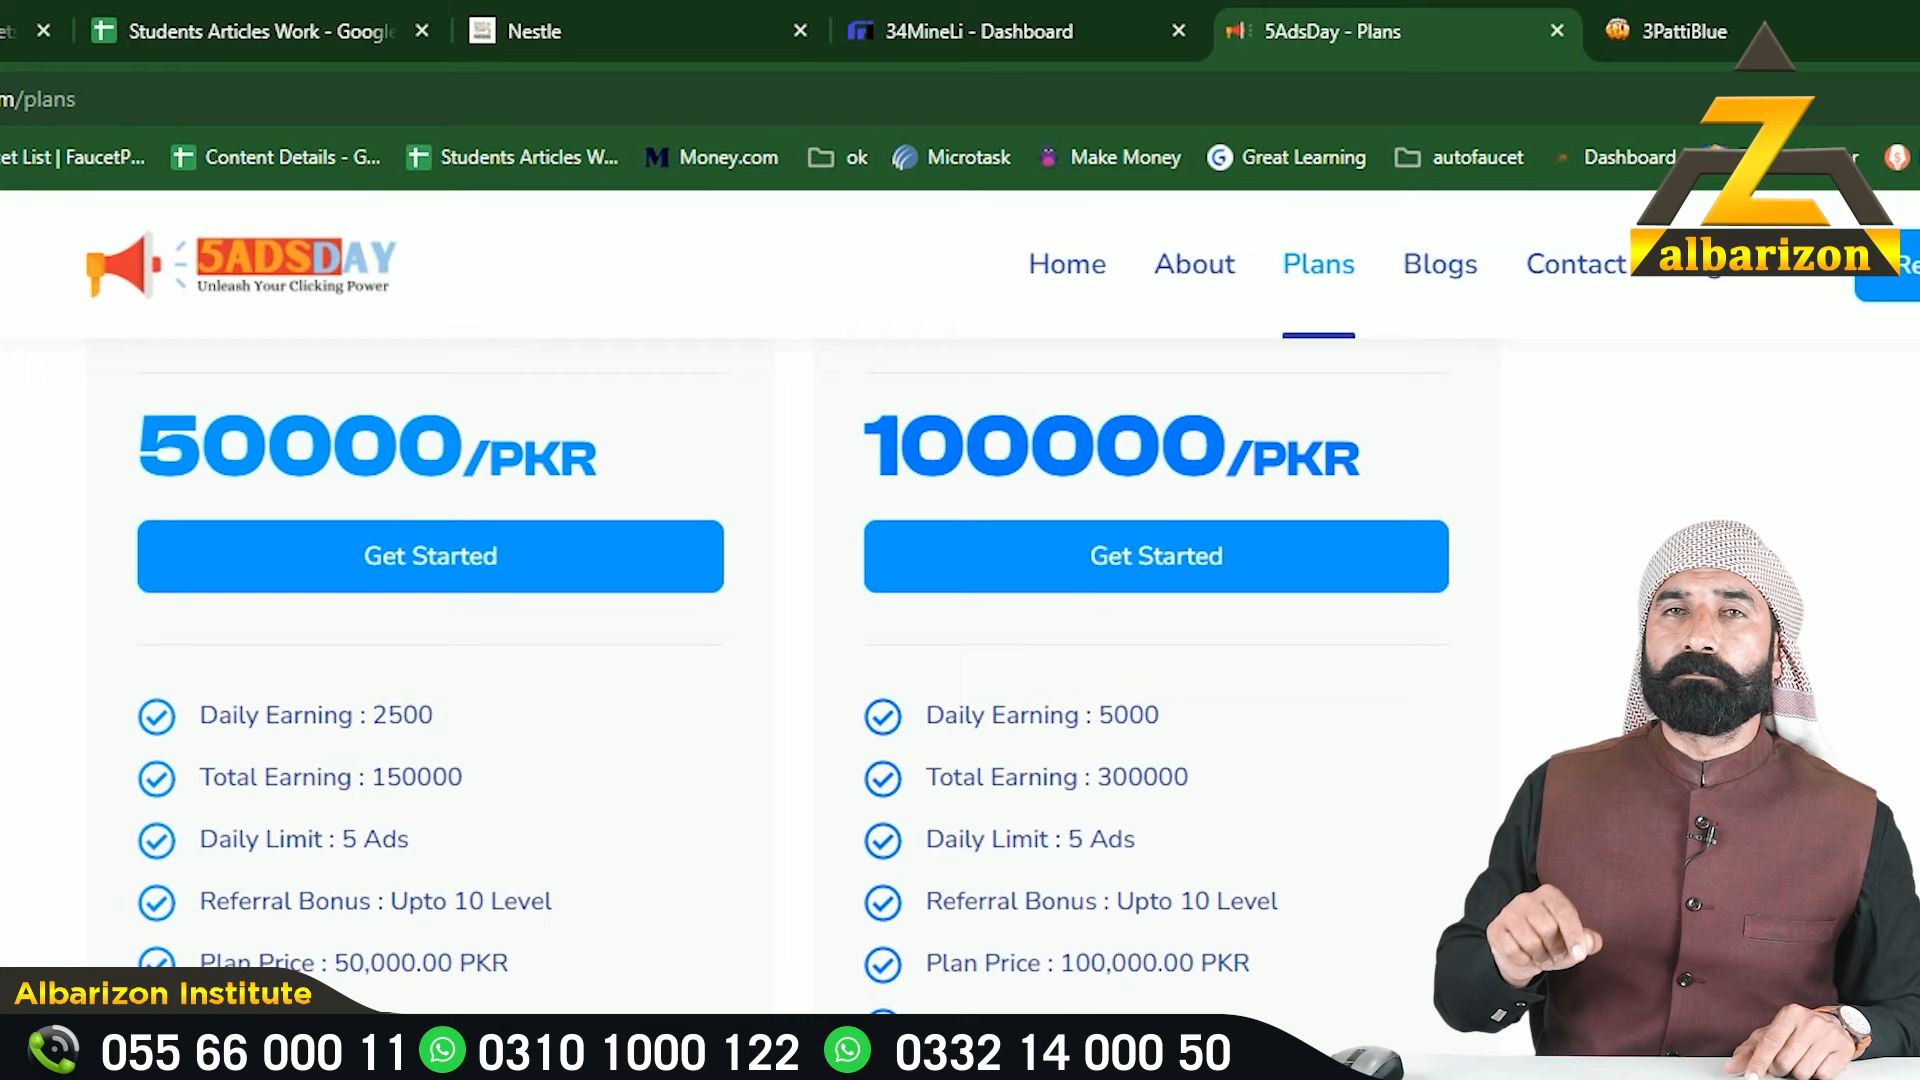 Students Articles Work - Google
Nestle
34MineLi - Dashboard
5AdsDay - Plans
3PattiBlue
m/plans
et List | FaucetP...
Content Details - G...
Students Articles W...
Money.com
ok
Microtask
Make Money
Great Learning
autofaucet
Dashboard
albarizon
5ADSDAY
Unleash Your Clicking Power
Home
About
Plans
Blogs
Contact
50000/PKR
Get Started
Daily Earning : 2500
Total Earning : 150000
Daily Limit : 5 Ads
Referral Bonus : Upto 10 Level
Plan Price : 50,000.00 PKR
100000/PKR
Get Started
Daily Earning : 5000
Total Earning : 300000
Daily Limit : 5 Ads
Referral Bonus : Upto 10 Level
Plan Price : 100,000.00 PKR
Albarizon Institute
055 66 000 11
0310 1000 122
0332 14 000 50